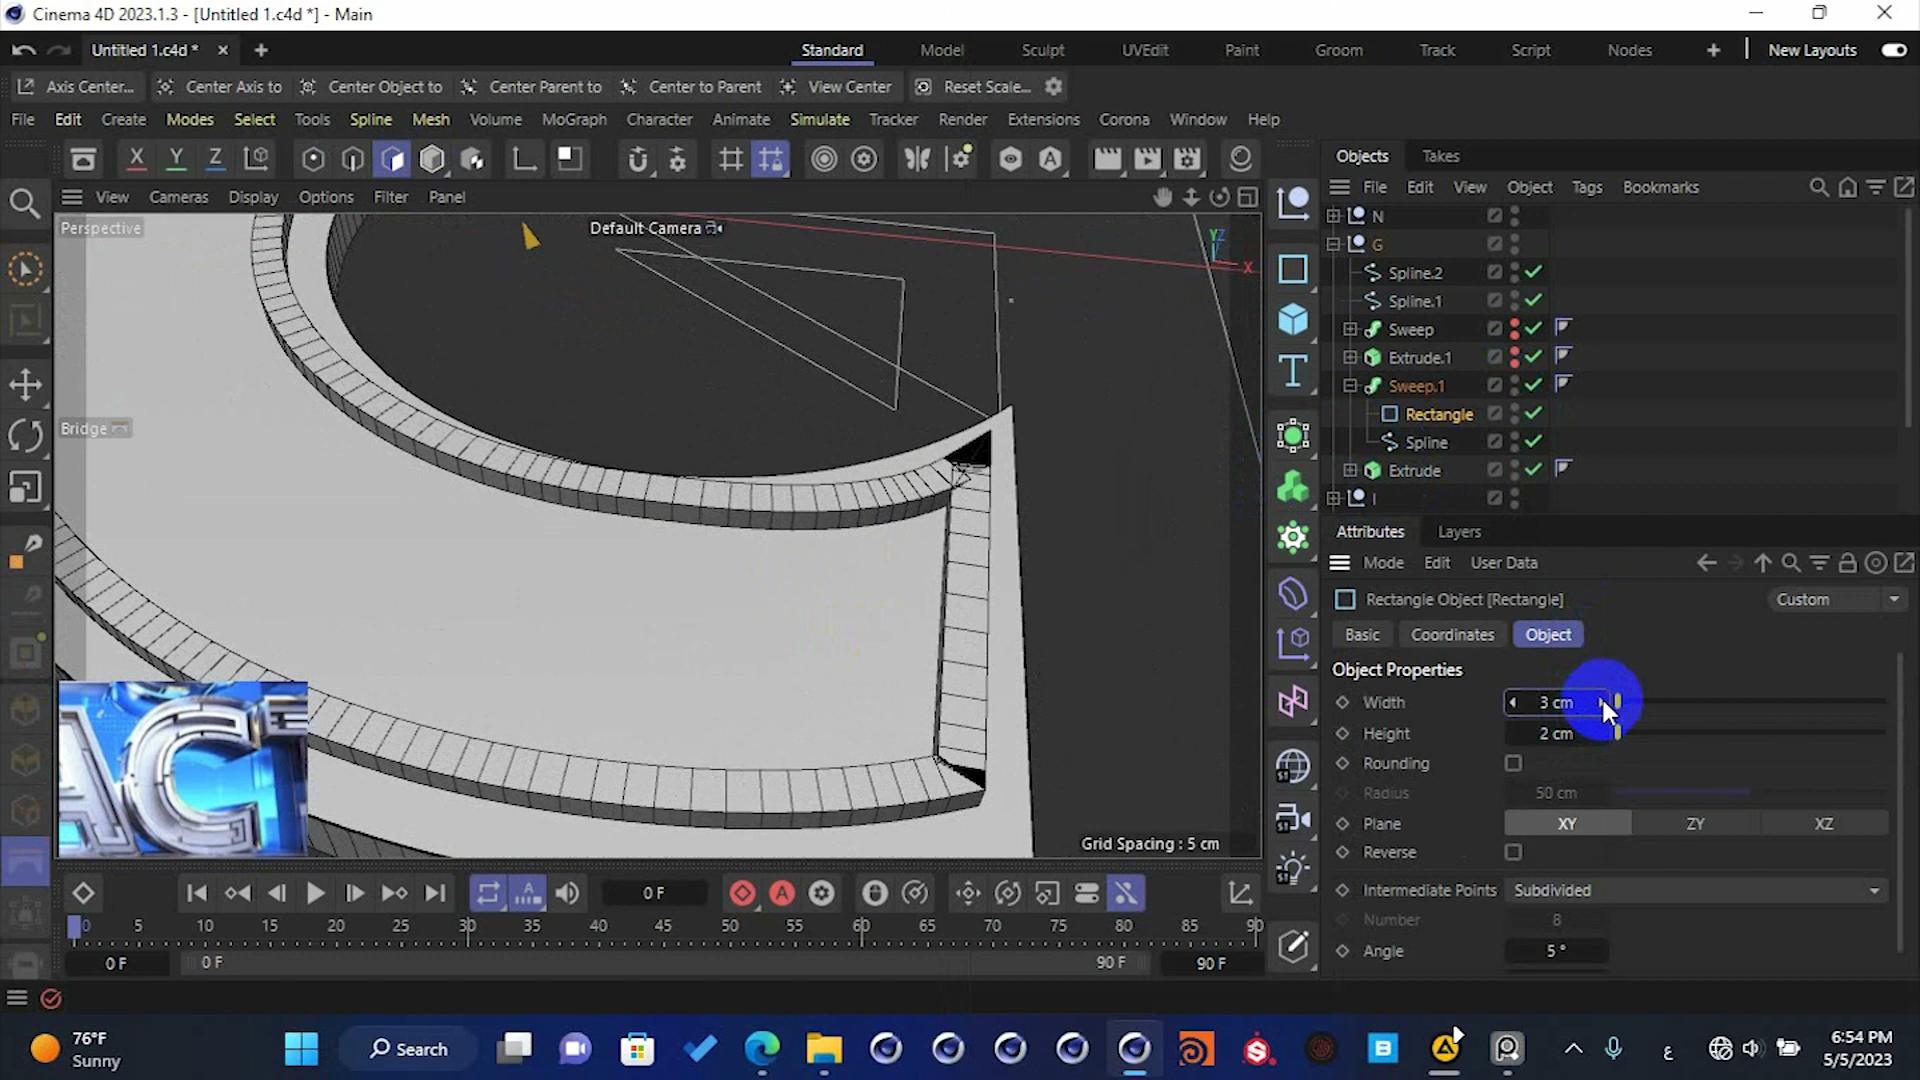 Cinema 4D 2023.1.3 - [Untitled 1.c4d *] - Main
Untitled 1.c4d *
Standard Model Sculpt UVEdit Paint Groom Track Script Nodes New Layouts
Axis Center... Center Axis to Center Object to Center Parent to Center to Parent View Center Reset Scale...
File Edit Create Modes Select Tools Spline Mesh Volume MoGraph Character Animate Simulate Tracker Render Extensions Corona Window Help
X Y Z
Objects Takes
View Cameras Display Options Filter Panel
File Edit View Object Tags Bookmarks
Perspective
Default Camera
YZ
X
N
G
Spline.2
Spline.1
Sweep
Extrude.1
Sweep.1
Rectangle
Spline
Extrude
I
Bridge
Attributes Layers
Mode Edit User Data
Rectangle Object [Rectangle]
Custom
Basic Coordinates Object
Object Properties
Width 3 cm
Height 2 cm
Rounding
Radius 50 cm
Plane XY ZY XZ
Reverse
Intermediate Points Subdivided
Number 8
Angle 5 °
ACT
Grid Spacing : 5 cm
0 F
0 5 10 15 20 25 30 35 40 45 50 55 60 65 70 75 80 85 90
0 F 0 F 90 F 90 F
76°F
Sunny
Search
ع
6:54 PM
5/5/2023